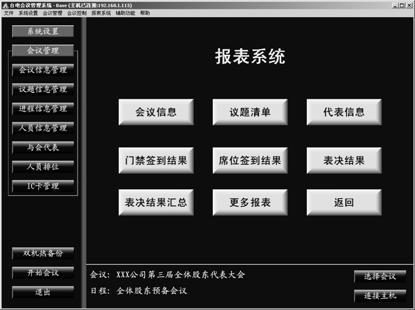 台电会议管理系统 - Base (主机已连接:192.168.1.115)
文件 系统设置 会议管理 会议控制 报表系统 辅助功能 帮助
系统设置
会议管理
会议信息管理
议题信息管理
进程信息管理
人员信息管理
与会代表
人员排位
IC卡管理
双机热备份
开始会议
退出
报表系统
会议信息 议题清单 代表信息
门禁签到结果 席位签到结果 表决结果
表决结果汇总 更多报表 返回
会议: XXX公司第三届全体股东代表大会
日程: 全体股东预备会议
选择会议
连接主机